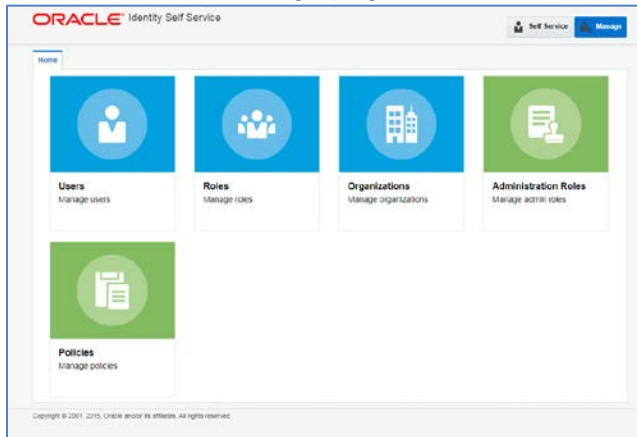 ORACLE® Identity Self Service
Self Service Manage
Home
Users
Manage users
Roles
Manage roles
Organizations
Manage organizations
Administration Roles
Manage admin roles
Policies
Manage policies
Copyright © 2001, 2015, Oracle and/or its affiliates. All rights reserved.